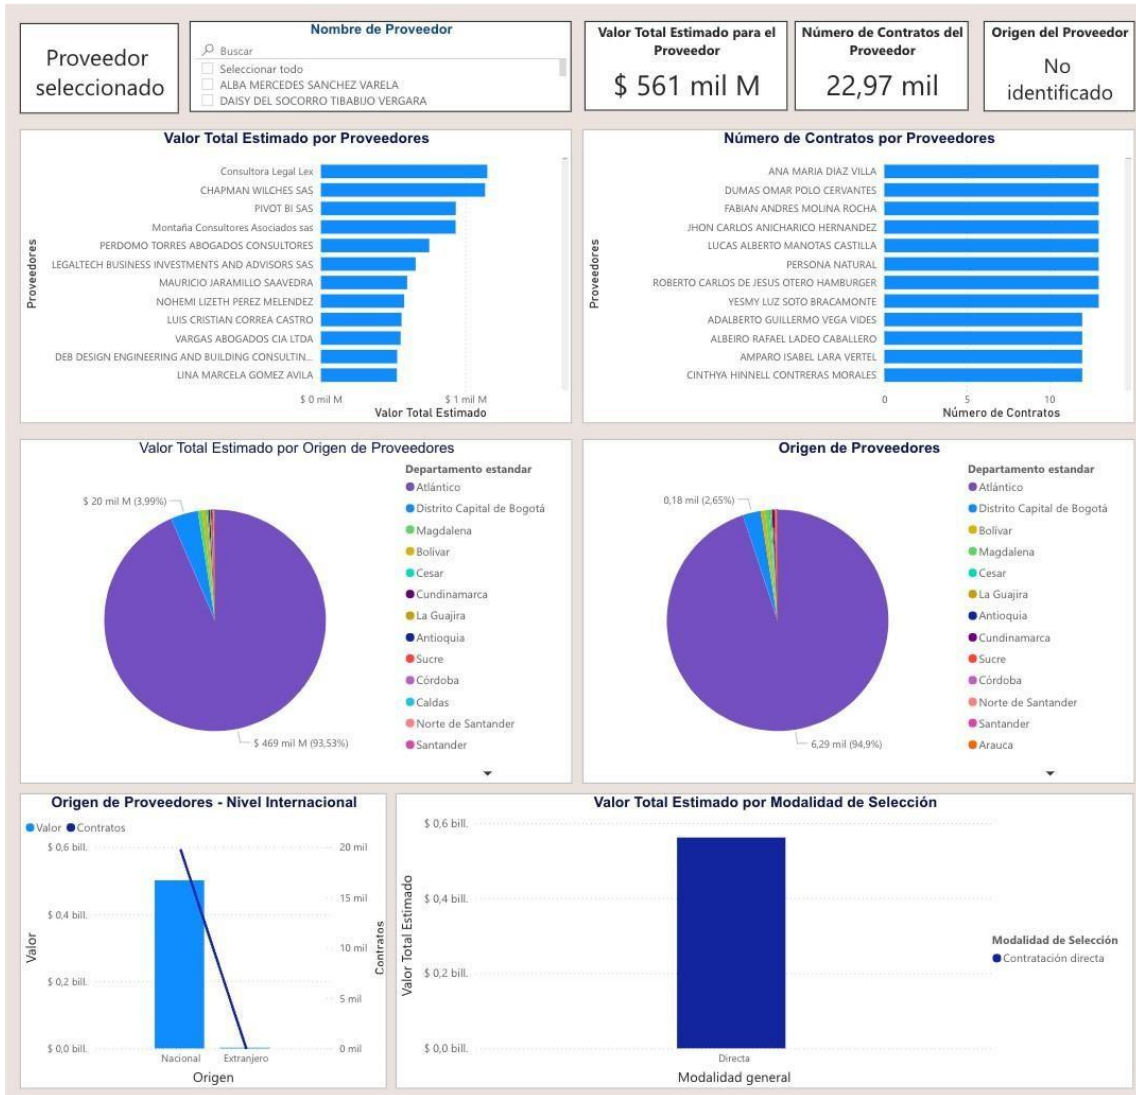 Proveedor
seleccionado
Nombre de Proveedor
Buscar
Seleccionar todo
ALBA MERCEDES SANCHEZ VARELA
DAISY DEL SOCORRO TIBABIJO VERGARA
Valor Total Estimado para el
Proveedor
$ 561 mil M
Número de Contratos del
Proveedor
22,97 mil
Origen del Proveedor
No
identificado
Valor Total Estimado por Proveedores
Proveedores
Consultora Legal Lex
CHAPMAN WILCHES SAS
PIVOT BI SAS
Montaña Consultores Asociados sas
PERDOMO TORRES ABOGADOS CONSULTORES
LEGALTECH BUSINESS INVESTMENTS AND ADVISORS SAS
MAURICIO JARAMILLO SAAVEDRA
NOHEMI LIZETH PEREZ MELENDEZ
LUIS CRISTIAN CORREA CASTRO
VARGAS ABOGADOS CIA LTDA
DEB DESIGN ENGINEERING AND BUILDING CONSULTIN...
LINA MARCELA GOMEZ AVILA
$ 0 mil M $ 1 mil M
Valor Total Estimado
Número de Contratos por Proveedores
Proveedores
ANA MARIA DIAZ VILLA
DUMAS OMAR POLO CERVANTES
FABIAN ANDRES MOLINA ROCHA
JHON CARLOS ANICHARICO HERNANDEZ
LUCAS ALBERTO MANOTAS CASTILLA
PERSONA NATURAL
ROBERTO CARLOS DE JESUS OTERO HAMBURGER
YESMY LUZ SOTO BRACAMONTE
ADALBERTO GUILLERMO VEGA VIDES
ALBEIRO RAFAEL LADEO CABALLERO
AMPARO ISABEL LARA VERTEL
CINTHYA HINNELL CONTRERAS MORALES
0 5 10
Número de Contratos
Valor Total Estimado por Origen de Proveedores
$ 20 mil M (3,99%)
$ 469 mil M (93,53%)
Departamento estandar
Atlántico
Distrito Capital de Bogotá
Magdalena
Bolívar
Cesar
Cundinamarca
La Guajira
Antioquia
Sucre
Córdoba
Caldas
Norte de Santander
Santander
Origen de Proveedores
0,18 mil (2,65%)
6,29 mil (94,9%)
Departamento estandar
Atlántico
Distrito Capital de Bogotá
Bolívar
Magdalena
Cesar
La Guajira
Antioquia
Cundinamarca
Sucre
Córdoba
Norte de Santander
Santander
Arauca
Origen de Proveedores - Nivel Internacional
Valor Contratos
Valor
$ 0,6 bill. 20 mil
15 mil
$ 0,4 bill.
10 mil
$ 0,2 bill.
5 mil
$ 0,0 bill. 0 mil
Contratos
Nacional Extranjero
Origen
Valor Total Estimado por Modalidad de Selección
Valor Total Estimado
$ 0,6 bill.
$ 0,4 bill.
$ 0,2 bill.
$ 0,0 bill.
Directa
Modalidad general
Modalidad de Selección
Contratación directa